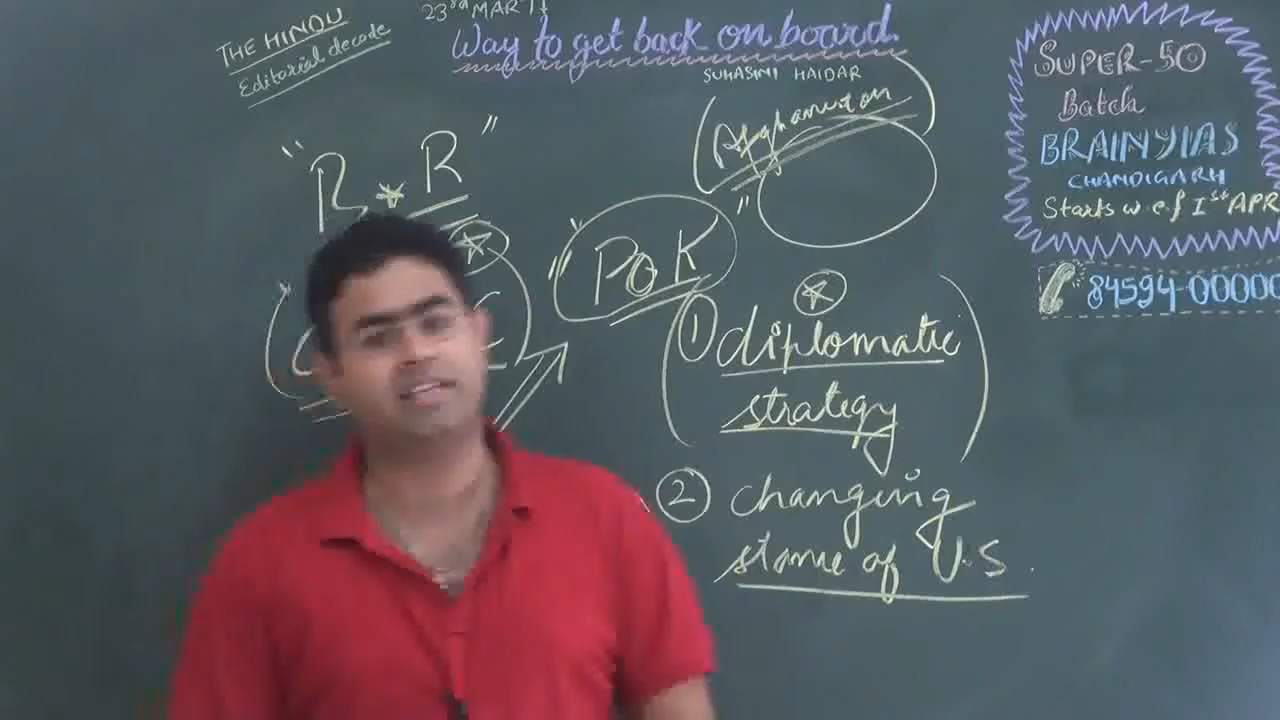 THE HINDU
Editorial decode
23rd MAR
Way to get back on board.
SUHASINI HAIDAR
(Afghanistan
" R * R "
" POK "
① diplomatic
strategy
② changing
stance of U.S.
SUPER-50
Batch
BRAINYIAS
CHANDIGARH
Starts w.e.f 1st APR
84594-00000